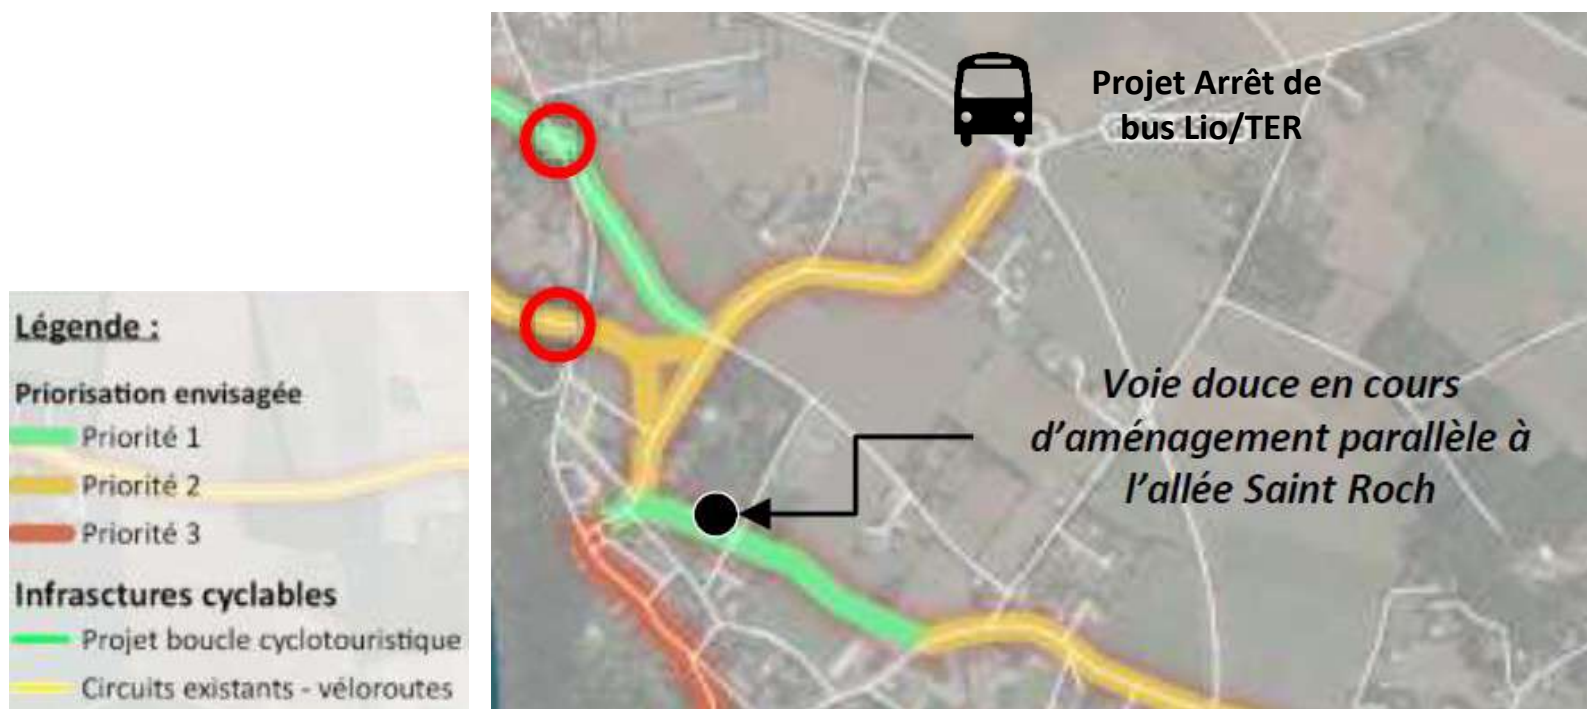 Projet Arrêt de
bus Lio/TER
Légende :
Priorisation envisagée
Priorité 1
Priorité 2
Priorité 3
Infrasctures cyclables
Projet boucle cyclotouristique
Circuits existants - véloroutes
Voie douce en cours
d'aménagement parallèle à
l'allée Saint Roch